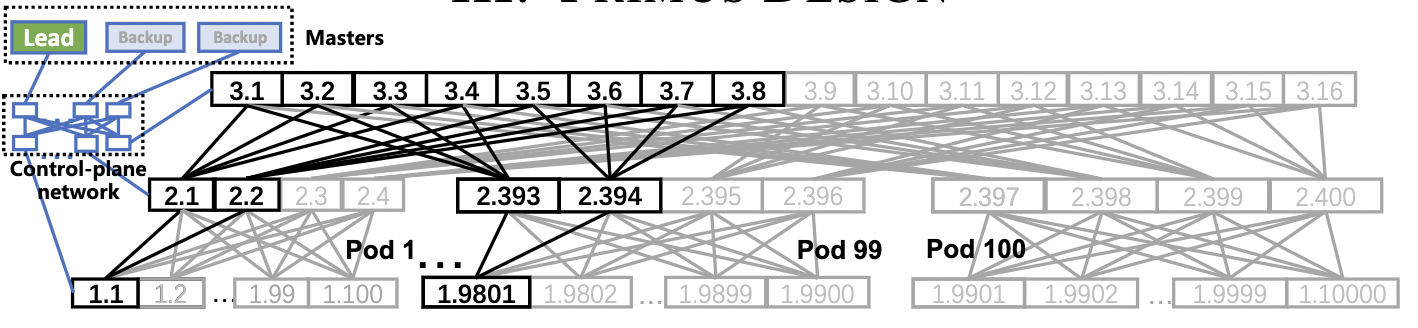 III. PRIMUS DESIGN
Lead Backup Backup Masters
3.1 3.2 3.3 3.4 3.5 3.6 3.7 3.8 3.9 3.10 3.11 3.12 3.13 3.14 3.15 3.16
Control-plane
network
2.1 2.2 2.3 2.4 2.393 2.394 2.395 2.396 2.397 2.398 2.399 2.400
Pod 1 ... Pod 99 Pod 100
1.1 1.2 ... 1.99 1.100 1.9801 1.9802 ... 1.9899 1.9900 1.9901 1.9902 ... 1.9999 1.10000